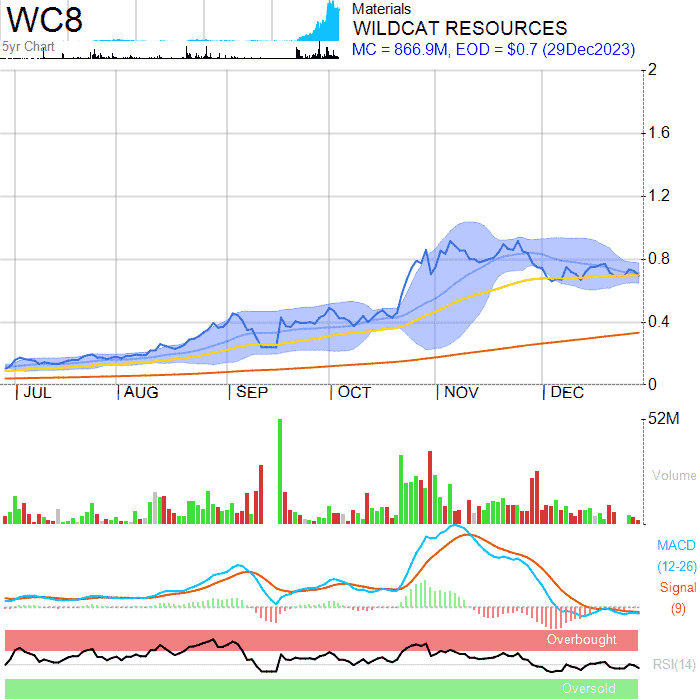 WC8
5yr Chart
Materials
WILDCAT RESOURCES
MC = 866.9M, EOD = $0.7 (29Dec2023)
2
1.6
1.2
0.8
0.4
0
JUL AUG SEP OCT NOV DEC
52M
Volume
MACD
(12-26)
Signal
(9)
Overbought
RSI(14)
Oversold